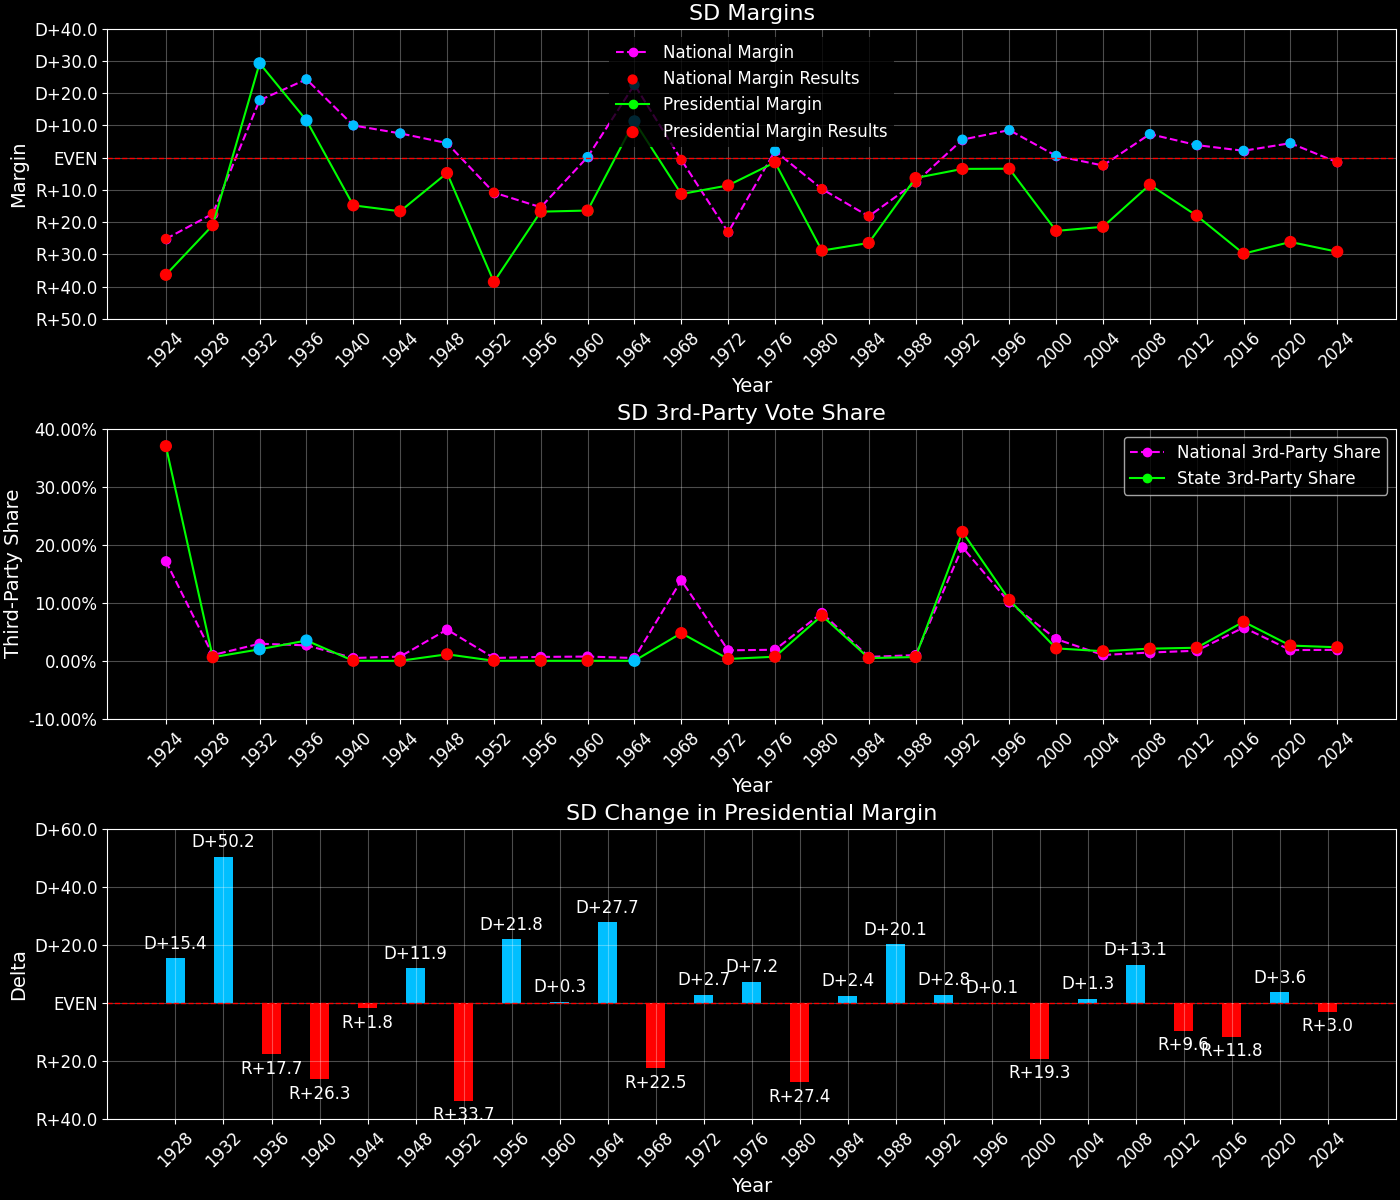 SD Margins
D+40.0
D+30.0
D+20.0
D+10.0
EVEN
R+10.0
R+20.0
R+30.0
R+40.0
R+50.0
Margin
National Margin
National Margin Results
Presidential Margin
Presidential Margin Results
1924 1928 1932 1936 1940 1944 1948 1952 1956 1960 1964 1968 1972 1976 1980 1984 1988 1992 1996 2000 2004 2008 2012 2016 2020 2024
Year
SD 3rd-Party Vote Share
40.00%
30.00%
20.00%
10.00%
0.00%
-10.00%
Third-Party Share
National 3rd-Party Share
State 3rd-Party Share
1924 1928 1932 1936 1940 1944 1948 1952 1956 1960 1964 1968 1972 1976 1980 1984 1988 1992 1996 2000 2004 2008 2012 2016 2020 2024
Year
SD Change in Presidential Margin
D+60.0
D+40.0
D+20.0
EVEN
R+20.0
R+40.0
Delta
D+15.4
D+50.2
R+17.7
R+26.3
R+1.8
D+11.9
R+33.7
D+21.8
D+0.3
D+27.7
R+22.5
D+2.7
D+7.2
R+27.4
D+2.4
D+20.1
D+2.8
D+0.1
R+19.3
D+1.3
D+13.1
R+9.6
R+11.8
D+3.6
R+3.0
1928 1932 1936 1940 1944 1948 1952 1956 1960 1964 1968 1972 1976 1980 1984 1988 1992 1996 2000 2004 2008 2012 2016 2020 2024
Year